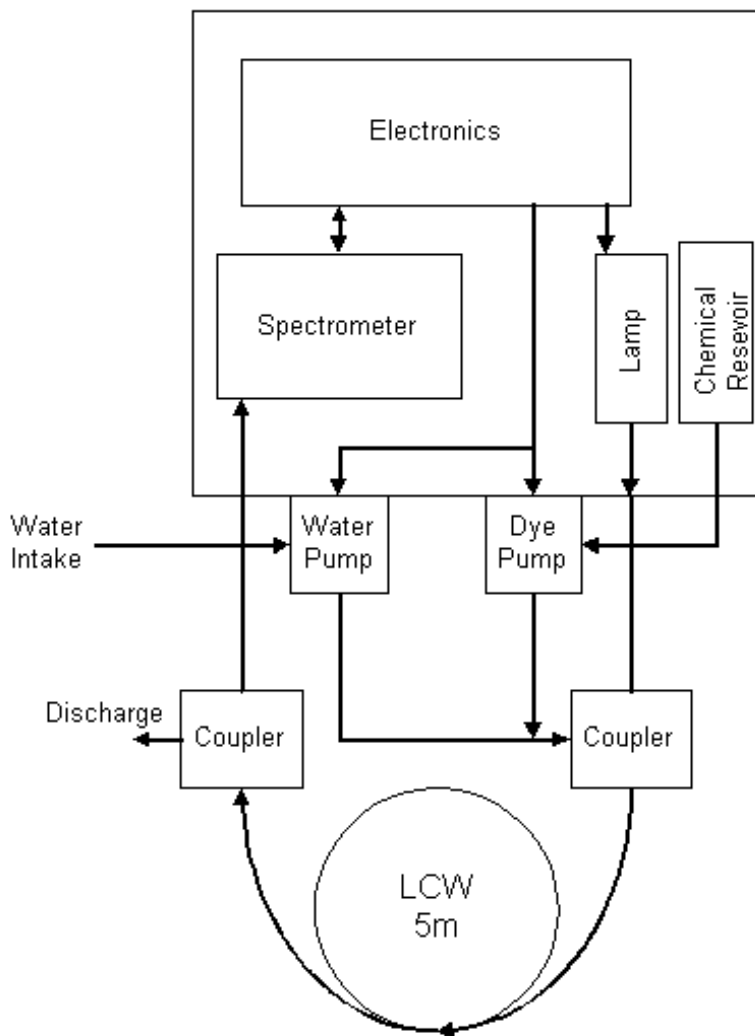 Electronics
Spectrometer
Lamp
Chemical
Resevoir
Water
Intake
Water
Pump
Dye
Pump
Discharge
Coupler
Coupler
LCW
5m